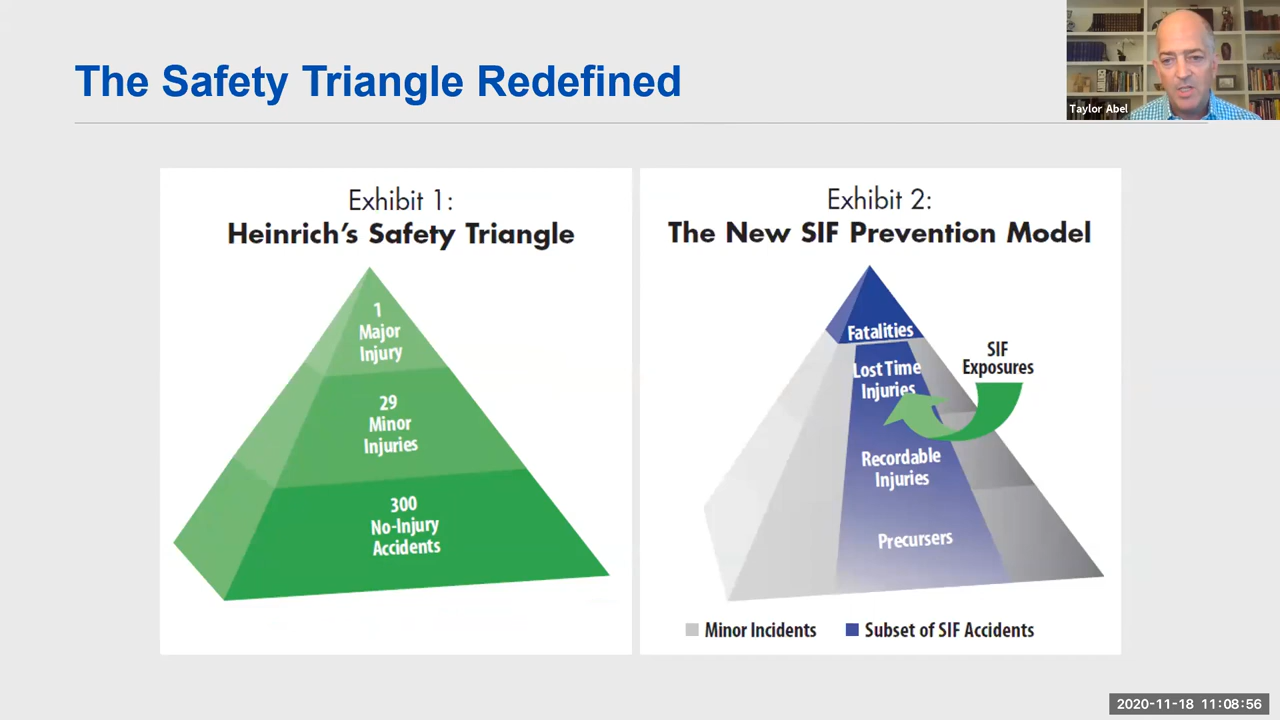 The Safety Triangle Redefined
Taylor Abel
Exhibit 1:
Heinrich's Safety Triangle
1
Major
Injury
29
Minor
Injuries
300
No-Injury
Accidents
Exhibit 2:
The New SIF Prevention Model
Fatalities
Lost Time
Injuries
SIF
Exposures
Recordable
Injuries
Precursers
Minor Incidents
Subset of SIF Accidents
2020-11-18 11:08:56